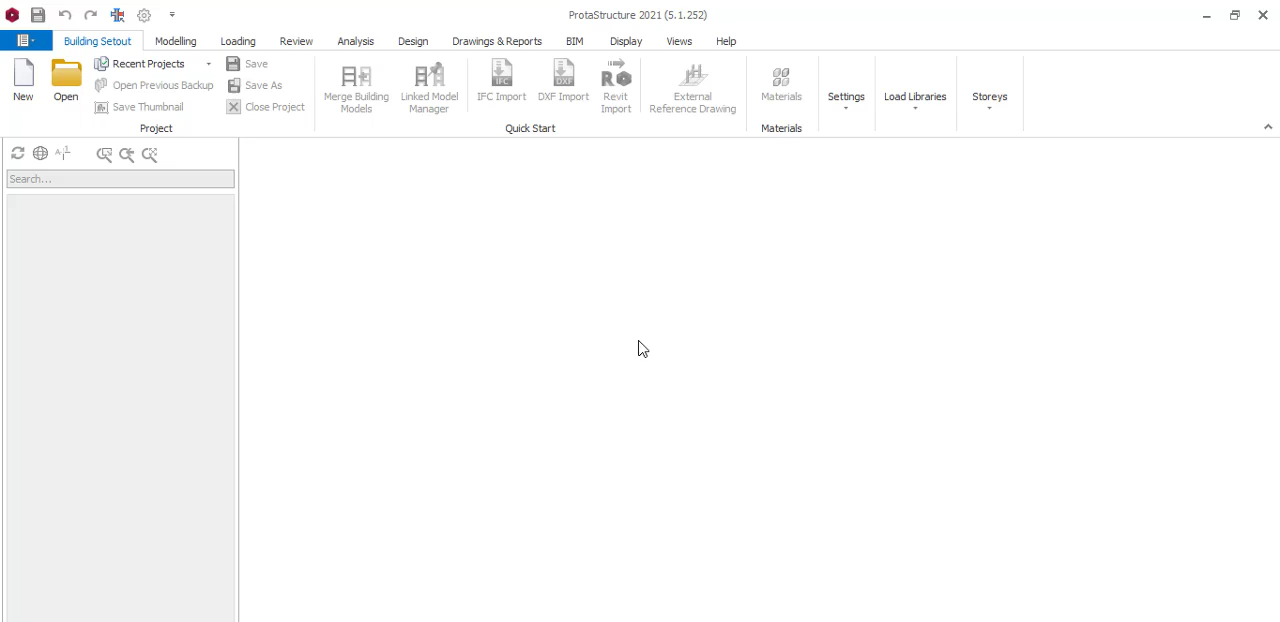 ProtaStructure 2021 (5.1.252)
Building Setout Modelling Loading Review Analysis Design Drawings & Reports BIM Display Views Help
New
Open
Recent Projects
Open Previous Backup
Save Thumbnail
Save
Save As
Close Project
Project
Merge Building
Models
Linked Model
Manager
IFC Import
DXF Import
Revit
Import
External
Reference Drawing
Quick Start
Materials
Materials
Settings
Load Libraries
Storeys
Search...